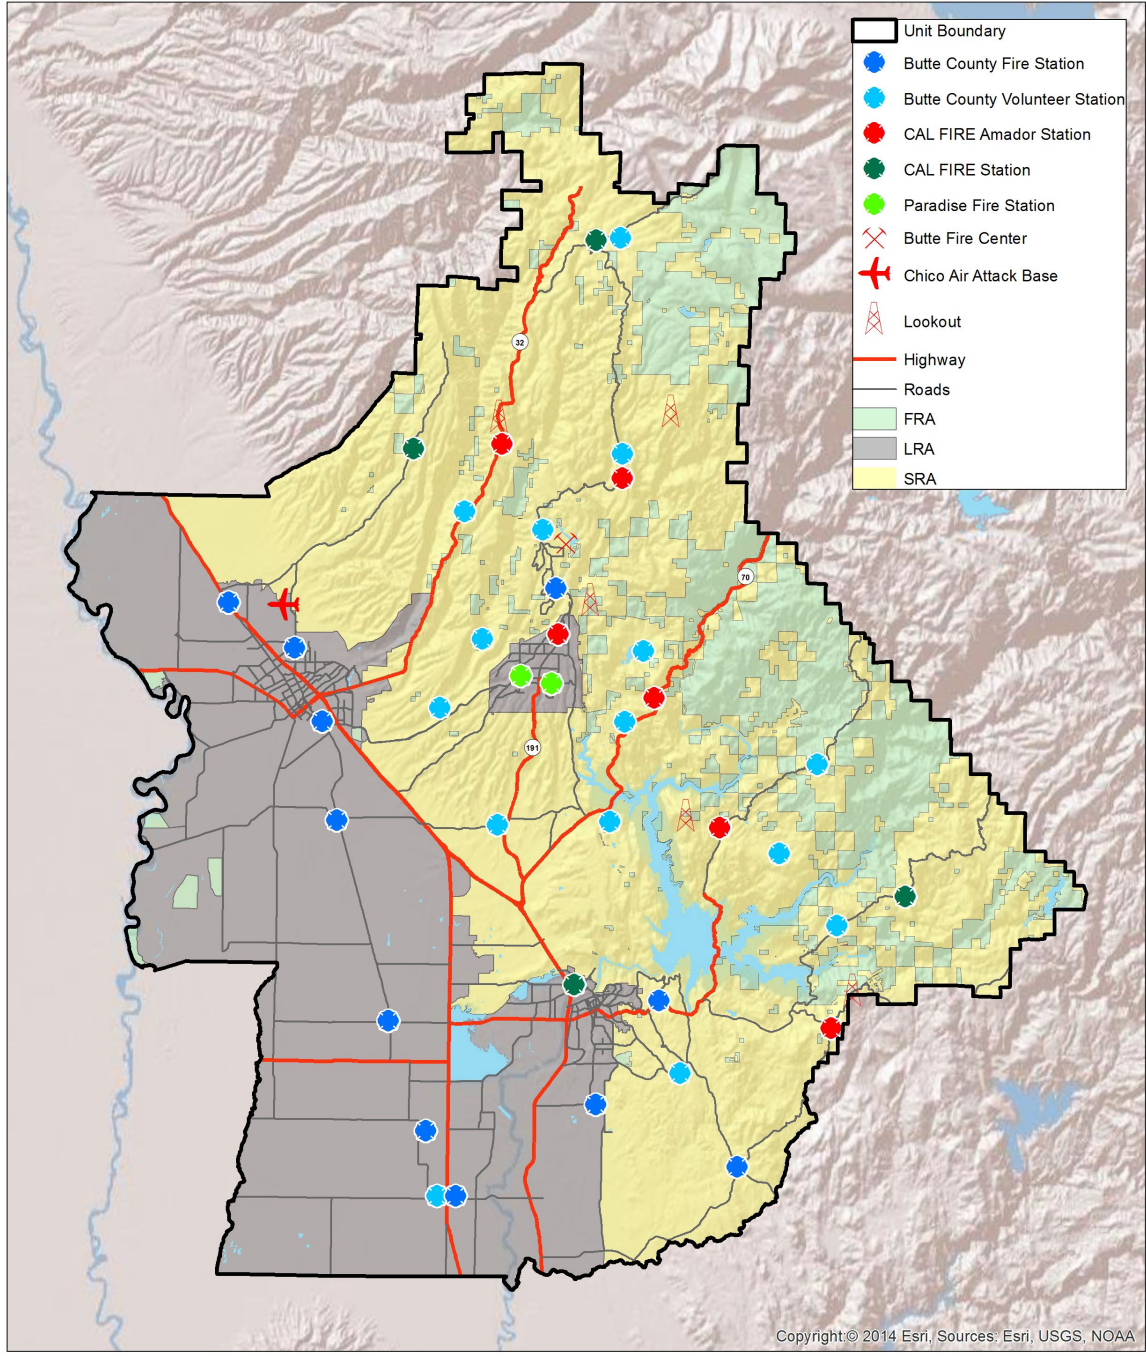 Unit Boundary
Butte County Fire Station
Butte County Volunteer Station
CAL FIRE Amador Station
CAL FIRE Station
Paradise Fire Station
Butte Fire Center
Chico Air Attack Base
Lookout
Highway
Roads
FRA
LRA
SRA
32
70
191
Copyright:© 2014 Esri, Sources: Esri, USGS, NOAA